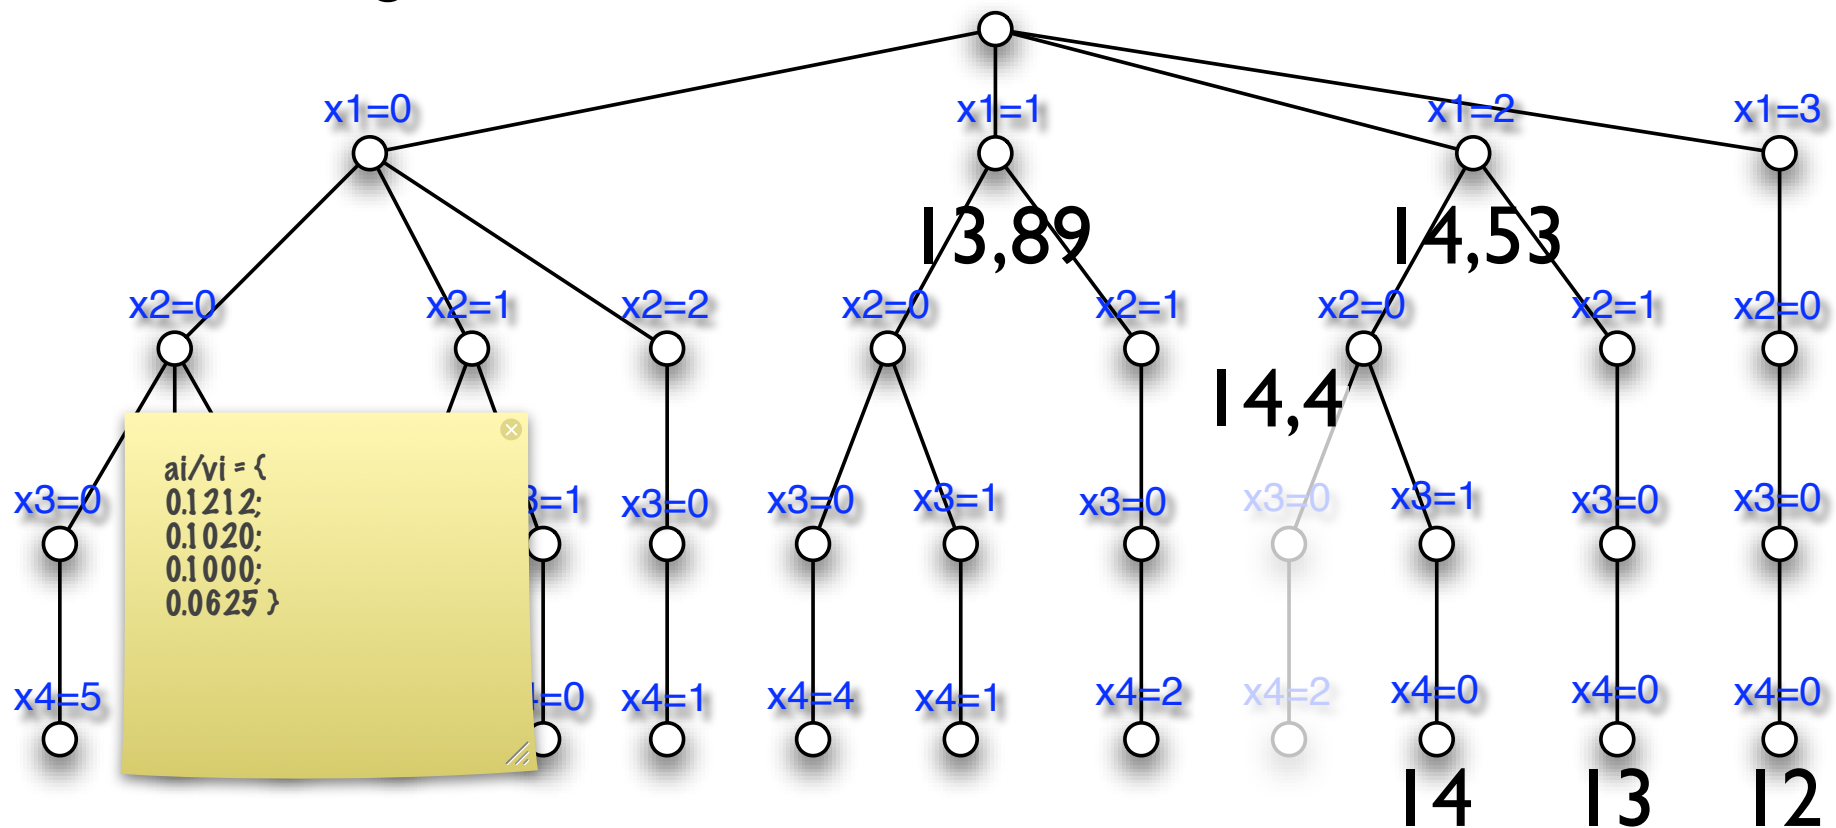 x1=0 x1=1 x1=2 x1=3
13,89 14,53
x2=0 x2=1 x2=2 x2=0 x2=1 x2=0 x2=1 x2=0
14,4
ai/vi = {
0.1212;
0.1020;
0.1000;
0.0625 }
x3=0 3=1 x3=0 x3=0 x3=1 x3=0 x3=0 x3=1 x3=0 x3=0
x4=5 =0 x4=1 x4=4 x4=1 x4=2 x4=2 x4=0 x4=0 x4=0
14 13 12